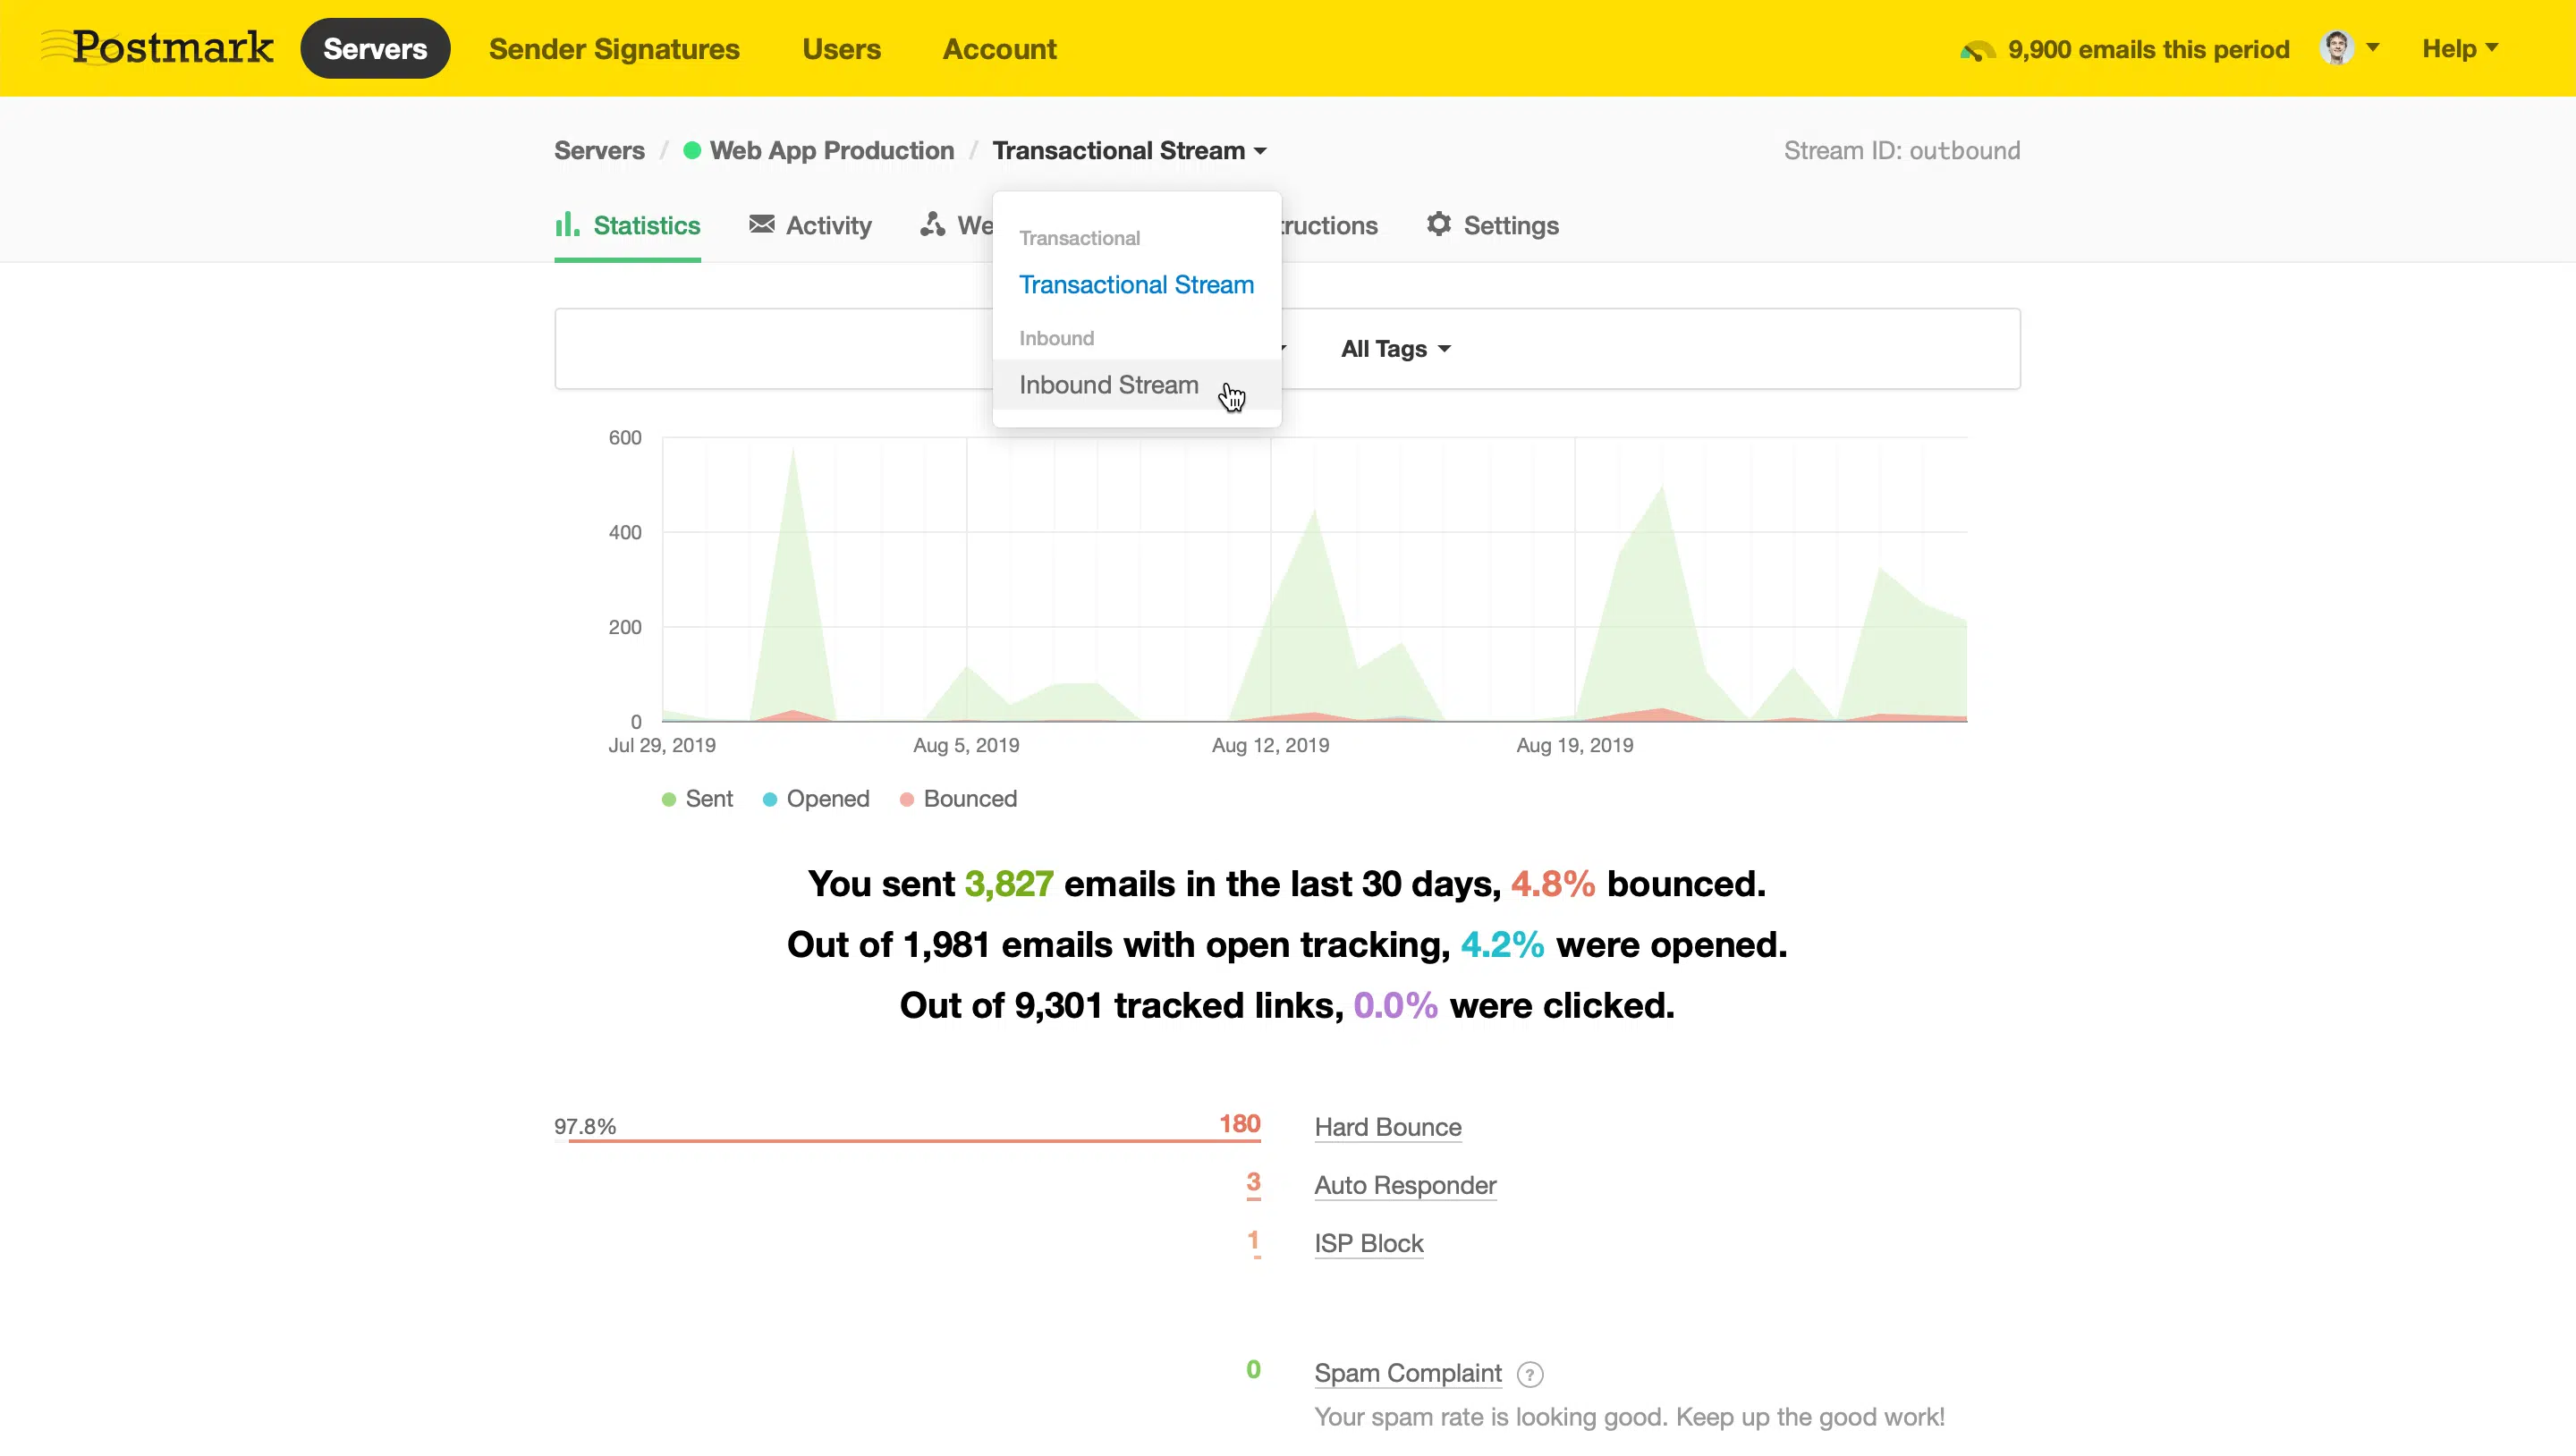 Postmark Servers Sender Signatures Users Account 9,900 emails this period Help
Servers / Web App Production / Transactional Stream Stream ID: outbound
Statistics Activity We tructions Settings
Transactional
Transactional Stream
Inbound
Inbound Stream
All Tags
600
400
200
0
Jul 29, 2019 Aug 5, 2019 Aug 12, 2019 Aug 19, 2019
Sent Opened Bounced
You sent 3,827 emails in the last 30 days, 4.8% bounced.
Out of 1,981 emails with open tracking, 4.2% were opened.
Out of 9,301 tracked links, 0.0% were clicked.
97.8% 180 Hard Bounce
3 Auto Responder
1 ISP Block
0 Spam Complaint ?
Your spam rate is looking good. Keep up the good work!